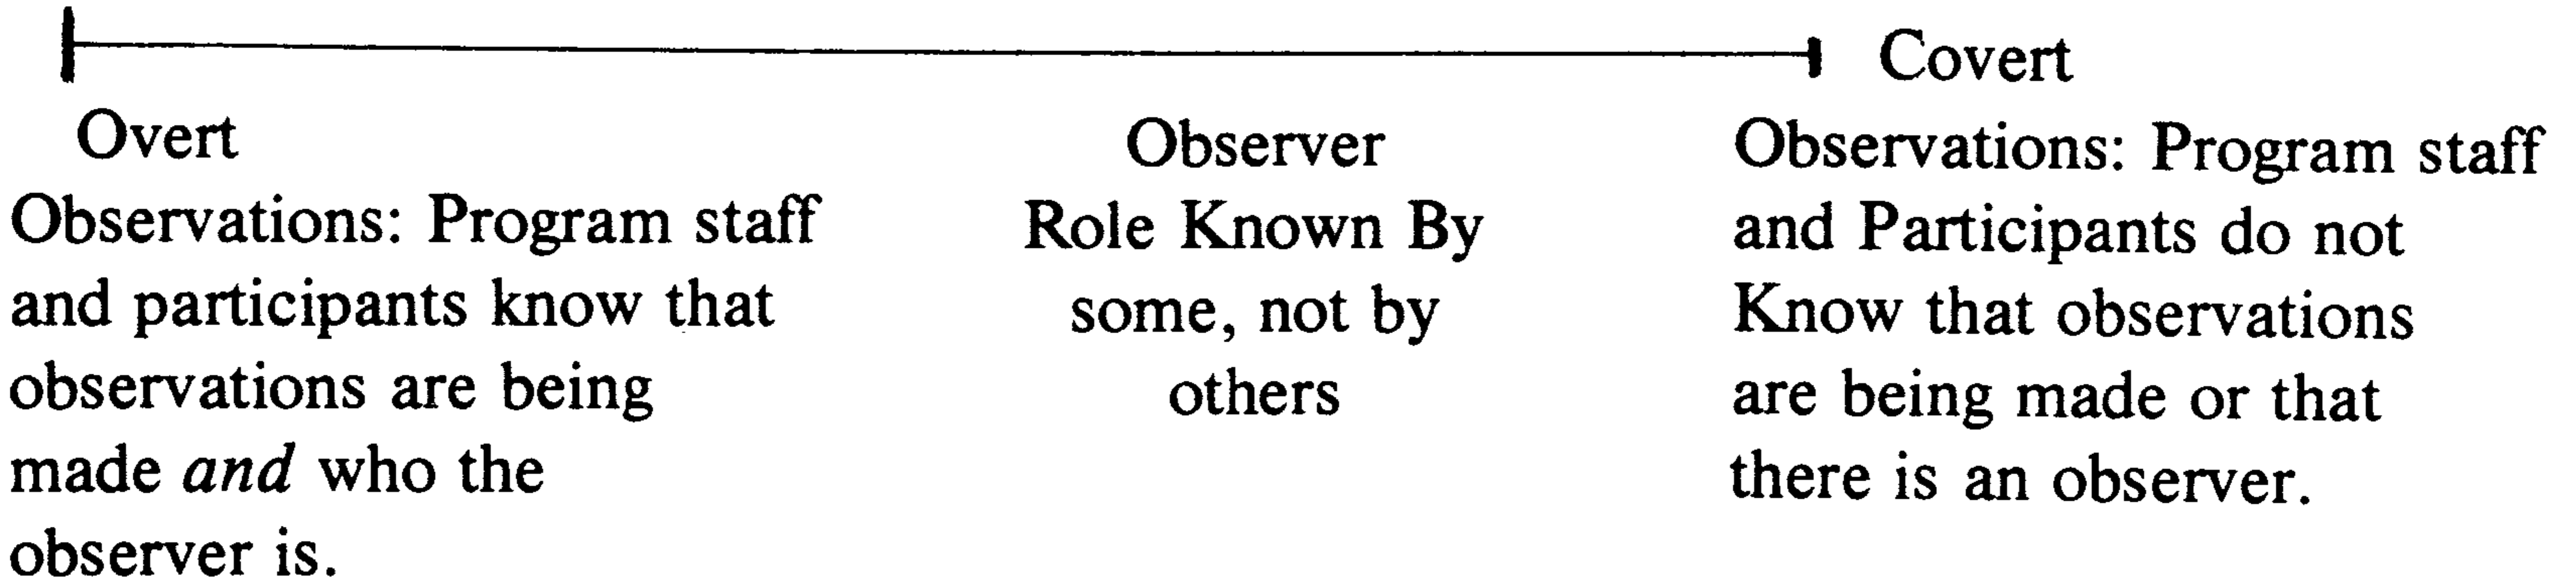 Overt
Observations: Program staff
and participants know that
observations are being
made and who the
observer is.
Observer
Role Known By
some, not by
others
Covert
Observations: Program staff
and Participants do not
Know that observations
are being made or that
there is an observer.